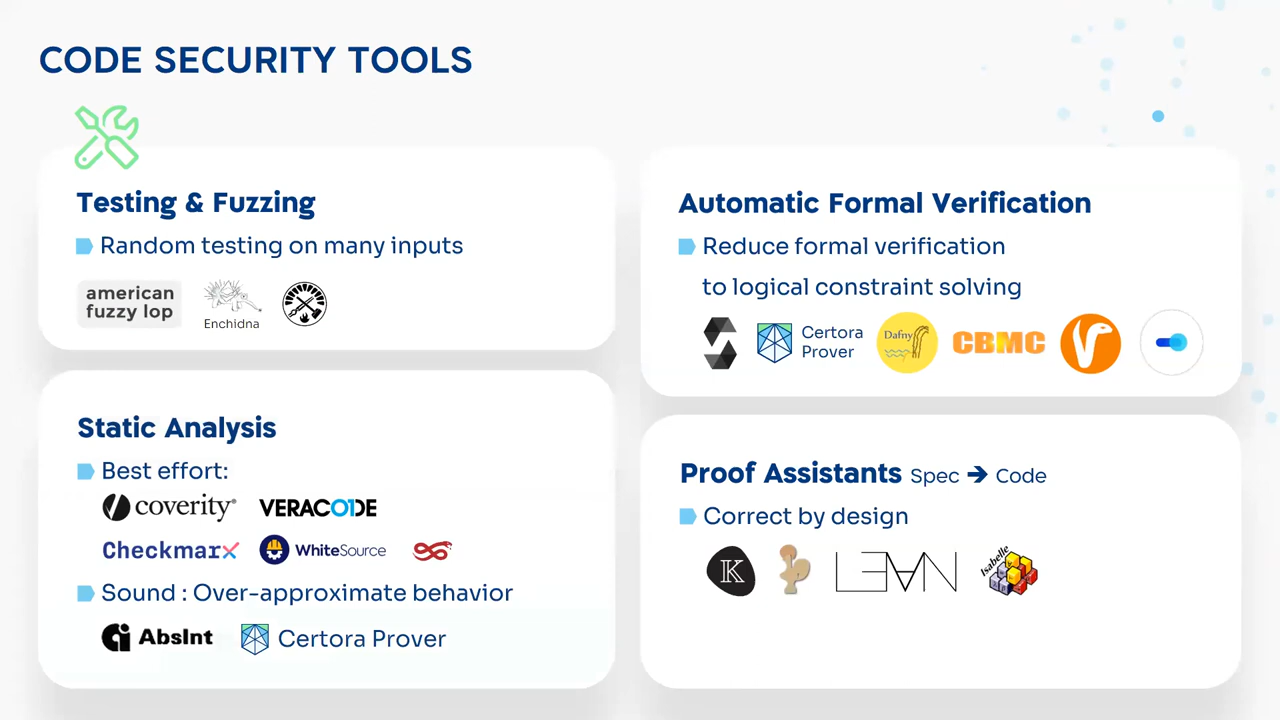 CODE SECURITY TOOLS
Testing & Fuzzing
Random testing on many inputs
american
fuzzy lop
Enchidna
Static Analysis
Best effort:
coverity®
VERACODE
Checkmarx
WhiteSource
Sound : Over-approximate behavior
AbsInt
Certora Prover
Automatic Formal Verification
Reduce formal verification
to logical constraint solving
Certora
Prover
Dafny
CBMC
Proof Assistants Spec ➔ Code
Correct by design
K
LEAN
Isabelle